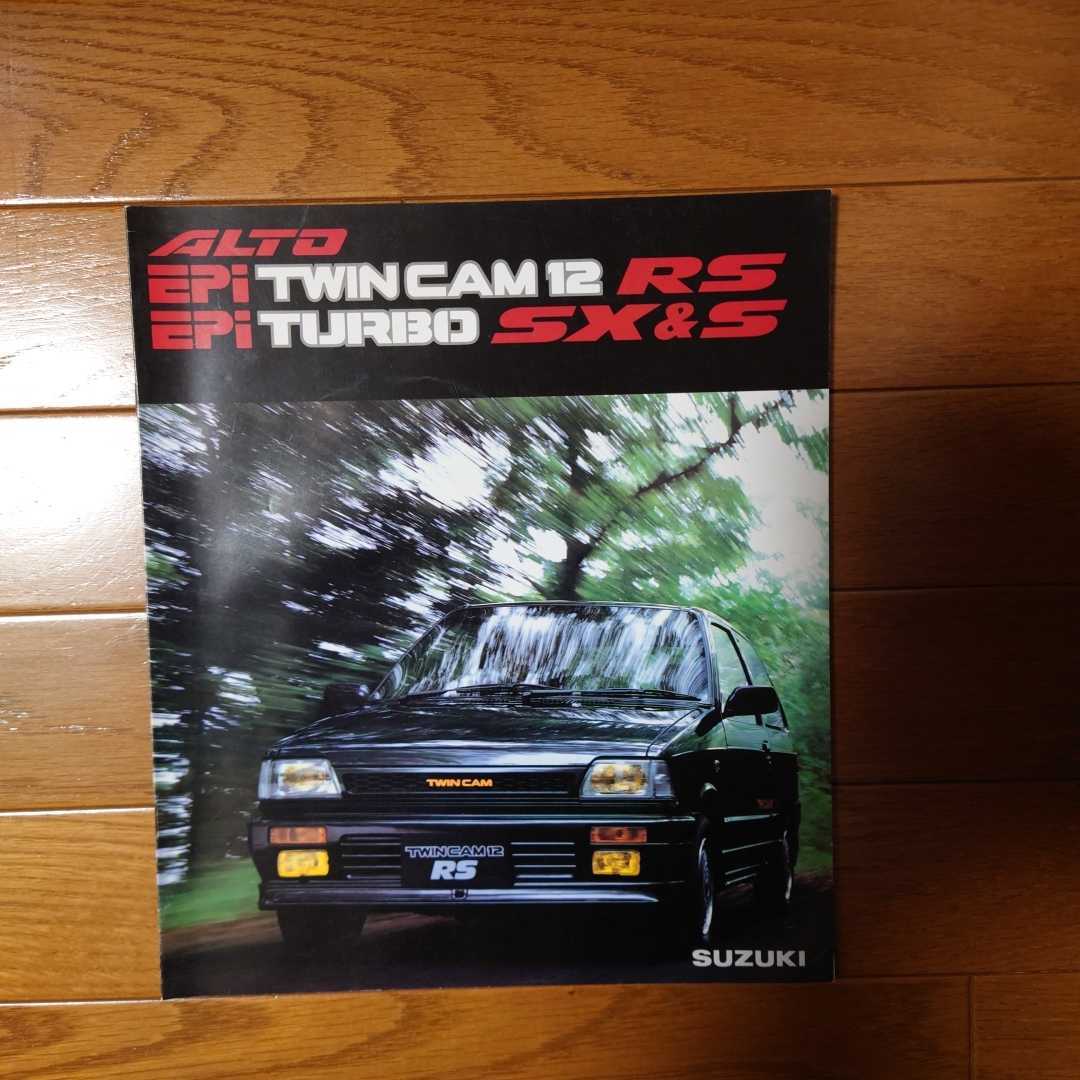 ALTO
EPi TWIN CAM 12 RS
EPi TURBO SX&S
TWIN CAM
TWIN CAM 12
RS
SUZUKI